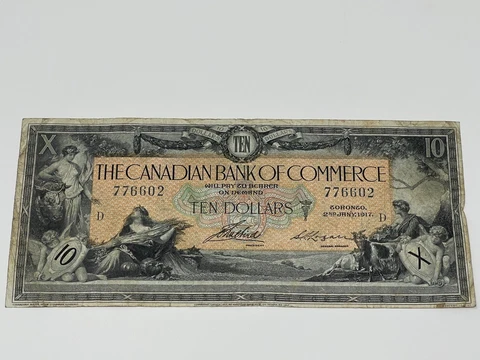 X TEN 10
THE CANADIAN BANK OF COMMERCE
WILL PAY TO BEARER
776602 ON DEMAND 776602
TEN DOLLARS
TORONTO,
2ND JANY. 1917.
D D
10 X